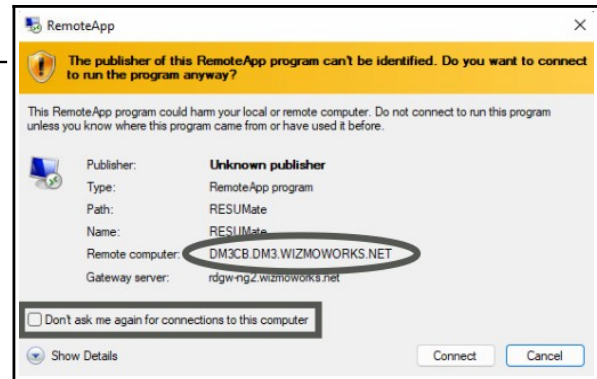 RemoteApp
The publisher of this RemoteApp program can't be identified. Do you want to connect
to run the program anyway?
This RemoteApp program could harm your local or remote computer. Do not connect to run this program
unless you know where this program came from or have used it before.
Publisher: Unknown publisher
Type: RemoteApp program
Path: RESUMate
Name: RESUMate
Remote computer: DM3CB.DM3.WIZMOWORKS.NET
Gateway server: rdgw-ng2.wizmoworks.net
Don't ask me again for connections to this computer
Show Details Connect Cancel